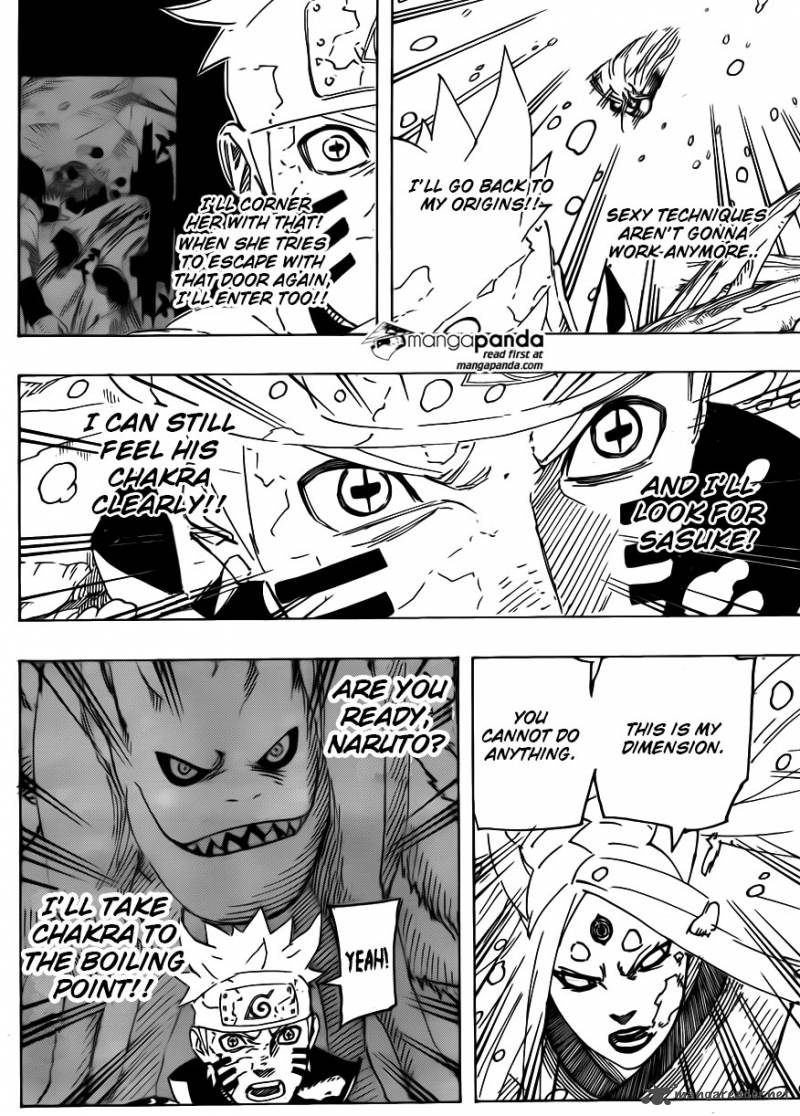 SEXY TECHNIQUES
AREN'T GONNA
WORK ANYMORE..
I'LL GO BACK TO
MY ORIGINS!!
I'LL CORNER
HER WITH THAT!
WHEN SHE TRIES
TO ESCAPE WITH
THAT DOOR AGAIN,
I'LL ENTER TOO!!
mangapanda
read first at
mangapanda.com
AND I'LL
LOOK FOR
SASUKE!
I CAN STILL
FEEL HIS
CHAKRA
CLEARLY!!
THIS IS MY
DIMENSION.
YOU
CANNOT DO
ANYTHING.
ARE YOU
READY,
NARUTO?
YEAH!
I'LL TAKE
CHAKRA TO
THE BOILING
POINT!!
mangareader.net